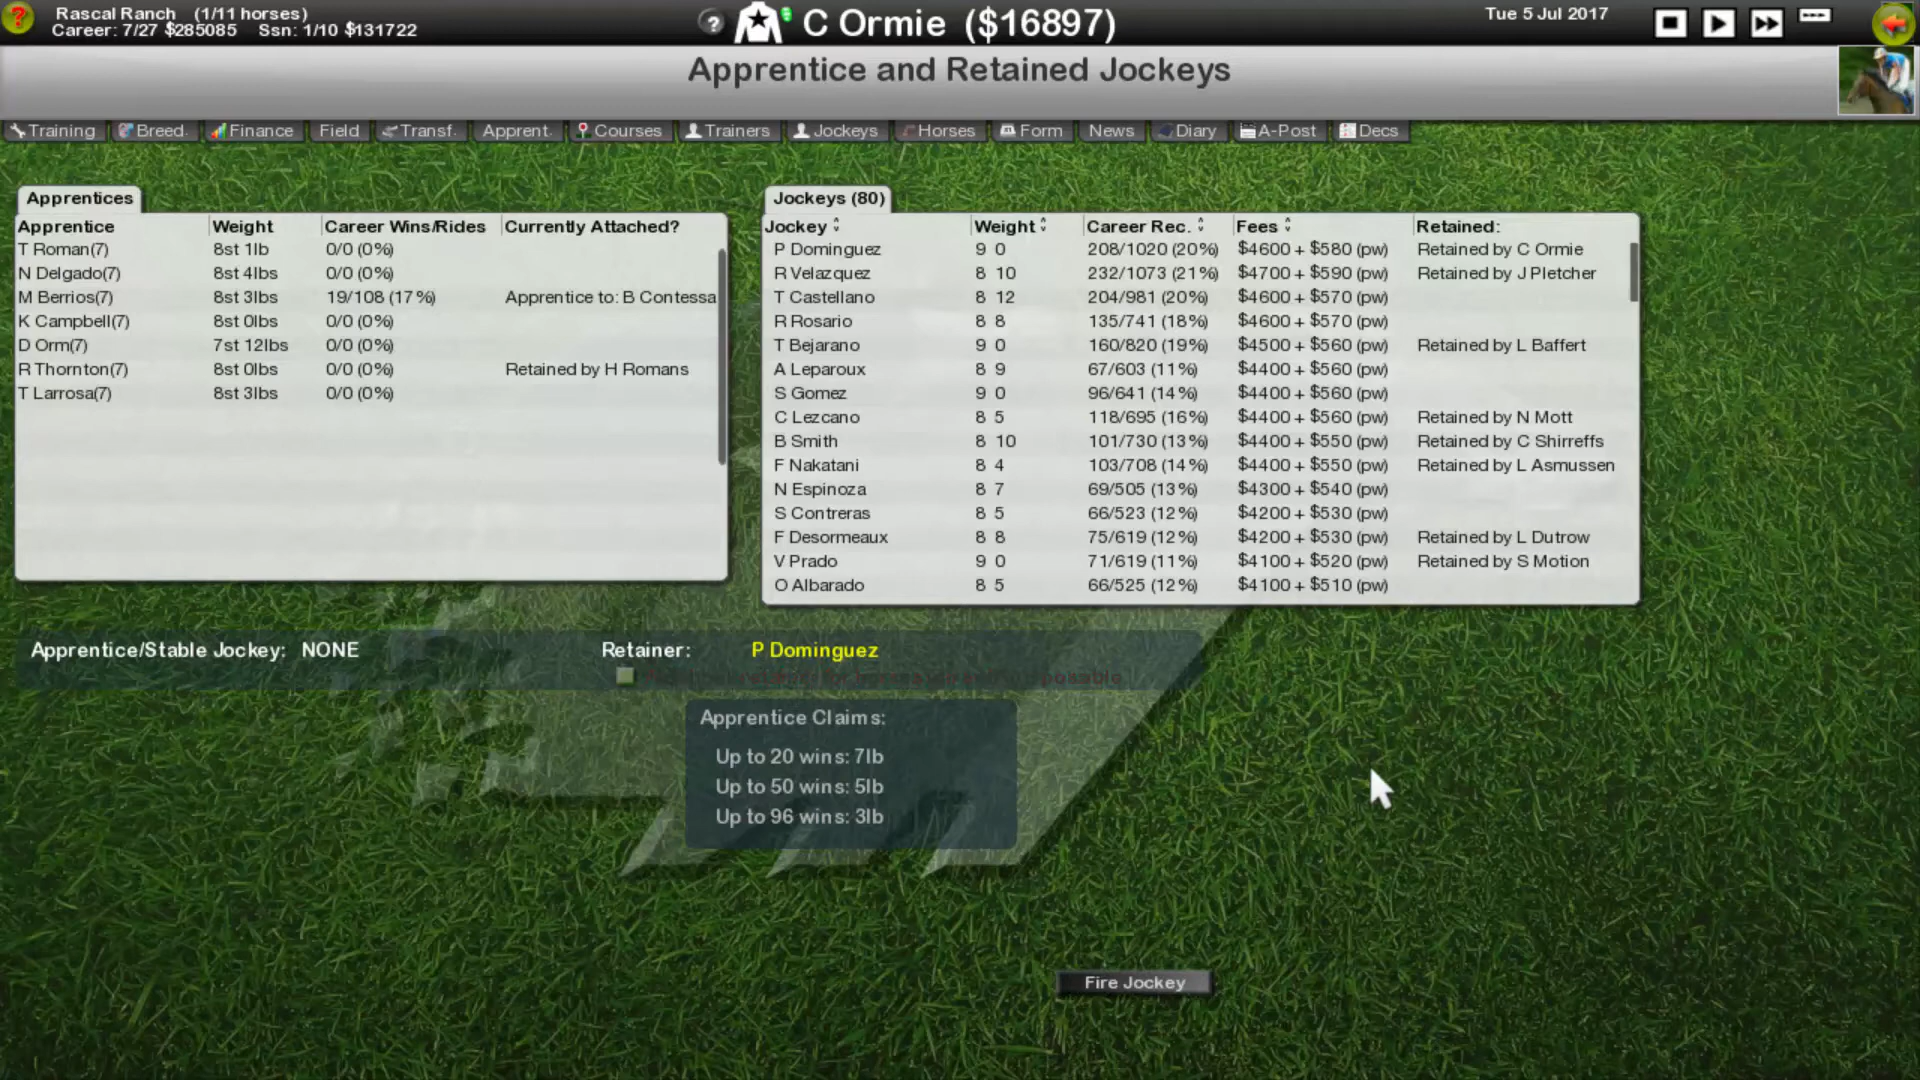 Rascal Ranch (1/11 horses)
Career: 7/27 $285085 Ssn: 1/10 $131722
? C Ormie ($16897)
Tue 5 Jul 2017
Apprentice and Retained Jockeys
Training Breed. Finance Field Transf. Apprent. Courses Trainers Jockeys Horses Form News Diary A-Post Decs
Apprentices
Apprentice Weight Career Wins/Rides Currently Attached?
T Roman(7) 8st 1lb 0/0 (0%)
N Delgado(7) 8st 4lbs 0/0 (0%)
M Berrios(7) 8st 3lbs 19/108 (17%) Apprentice to: B Contessa
K Campbell(7) 8st 0lbs 0/0 (0%)
D Orm(7) 7st 12lbs 0/0 (0%)
R Thornton(7) 8st 0lbs 0/0 (0%) Retained by H Romans
T Larrosa(7) 8st 3lbs 0/0 (0%)
Jockeys (80)
Jockey Weight Career Rec. Fees Retained:
P Dominguez 9 0 208/1020 (20%) $4600 + $580 (pw) Retained by C Ormie
R Velazquez 8 10 232/1073 (21%) $4700 + $590 (pw) Retained by J Pletcher
T Castellano 8 12 204/981 (20%) $4600 + $570 (pw)
R Rosario 8 8 135/741 (18%) $4600 + $570 (pw)
T Bejarano 9 0 160/820 (19%) $4500 + $560 (pw) Retained by L Baffert
A Leparoux 8 9 67/603 (11%) $4400 + $560 (pw)
S Gomez 9 0 96/641 (14%) $4400 + $560 (pw)
C Lezcano 8 5 118/695 (16%) $4400 + $560 (pw) Retained by N Mott
B Smith 8 10 101/730 (13%) $4400 + $550 (pw) Retained by C Shirreffs
F Nakatani 8 4 103/708 (14%) $4400 + $550 (pw) Retained by L Asmussen
N Espinoza 8 7 69/505 (13%) $4300 + $540 (pw)
S Contreras 8 5 66/523 (12%) $4200 + $530 (pw)
F Desormeaux 8 8 75/619 (12%) $4200 + $530 (pw) Retained by L Dutrow
V Prado 9 0 71/619 (11%) $4100 + $520 (pw) Retained by S Motion
O Albarado 8 5 66/525 (12%) $4100 + $510 (pw)
Apprentice/Stable Jockey: NONE Retainer: P Dominguez
Apprentice Claims:
Up to 20 wins: 7lb
Up to 50 wins: 5lb
Up to 96 wins: 3lb
Fire Jockey